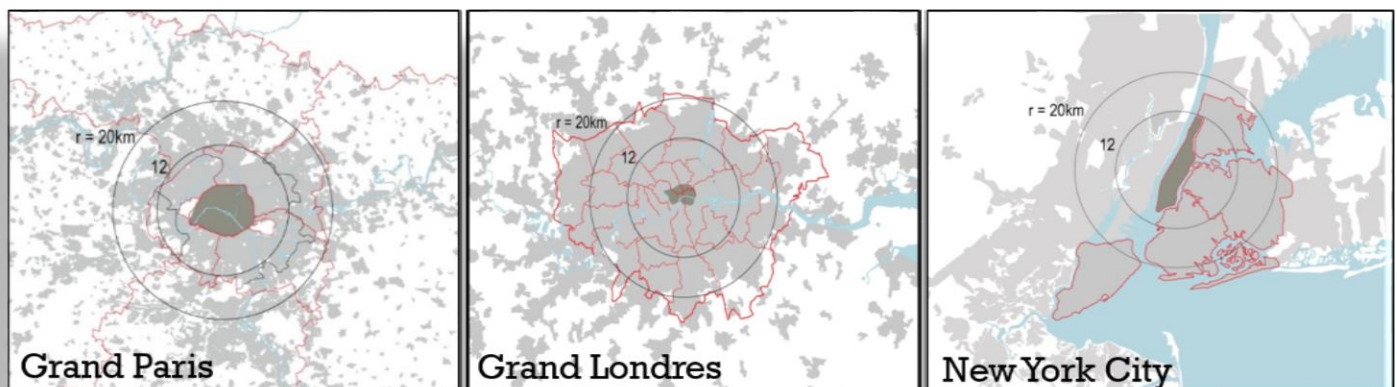 r = 20km
12
Grand Paris
r = 20km
12
Grand Londres
r = 20km
12
New York City